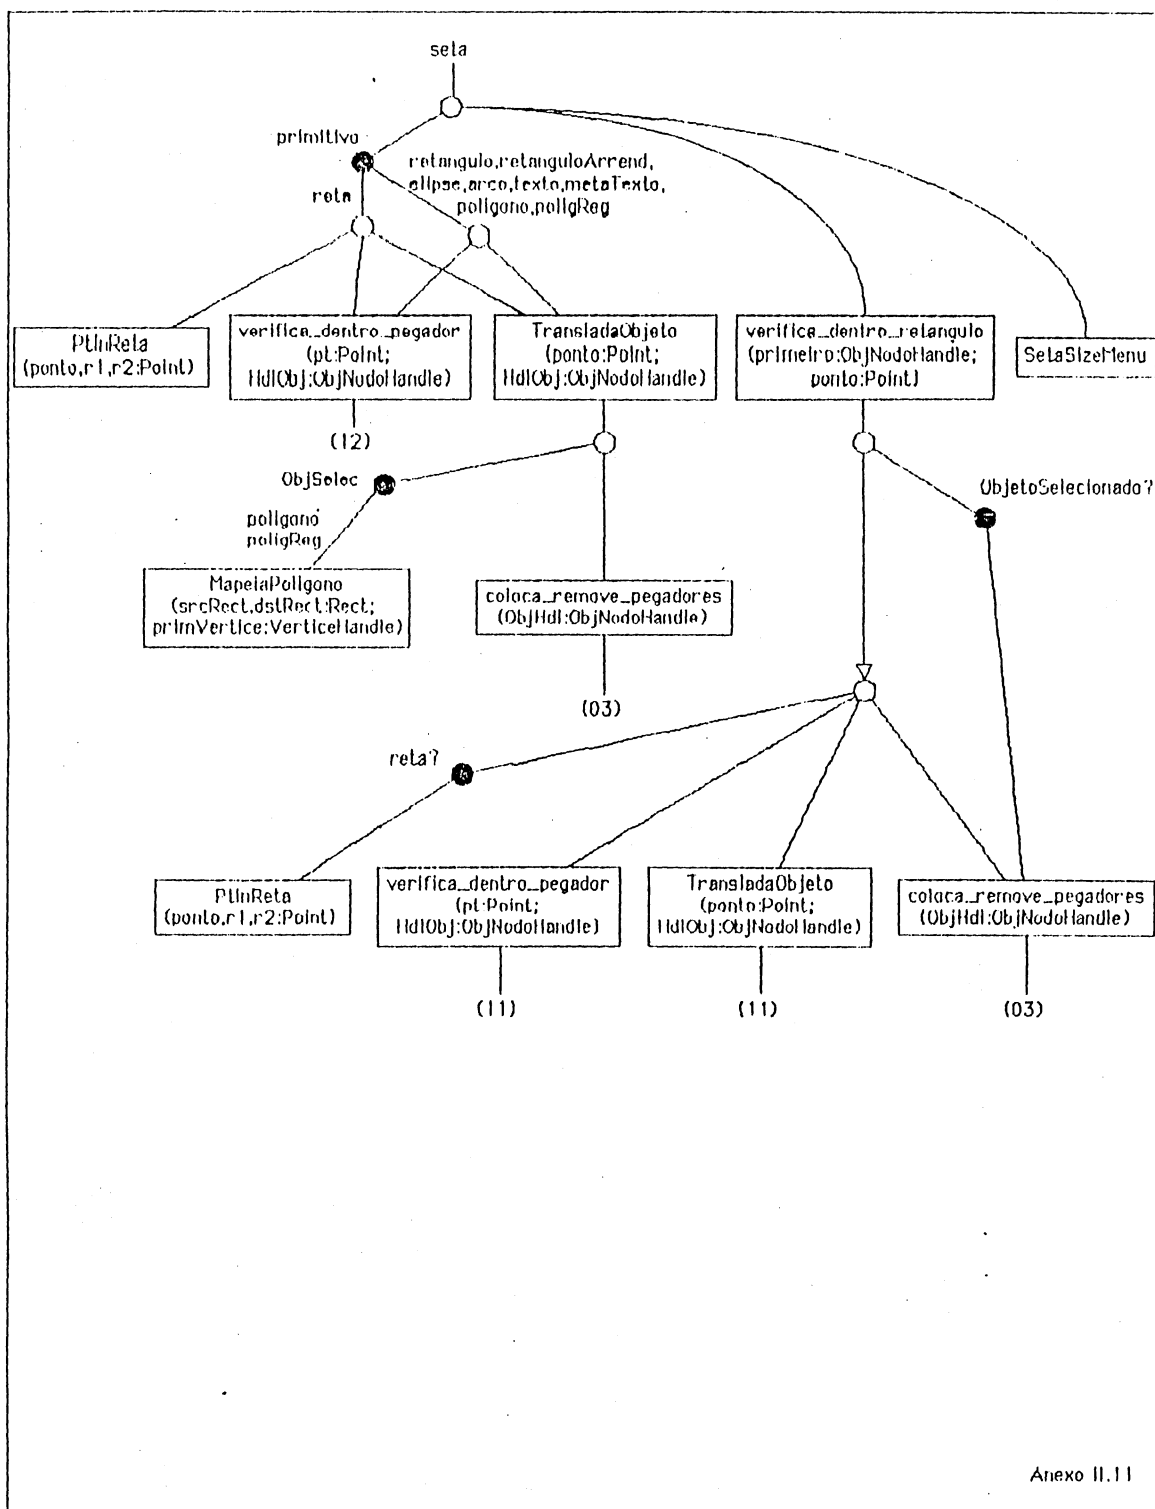 seta
primitivo
retangulo,retanguloArrend,
elipse,arco,texto,metaTexto,
poligono,poligReg
reta
PtInReta
(ponto,r1,r2:Point)
verifica_dentro_pegador
(pt:Point;
HdlObj:ObjNodoHandle)
TransladaObjeto
(ponto:Point;
HdlObj:ObjNodoHandle)
verifica_dentro_retangulo
(primeiro:ObjNodoHandle;
ponto:Point)
SetaSizeMenu
(12)
ObjSelec
ObjetoSelecionado?
poligono
poligReg
MapeiaPoligono
(srcRect,dstRect:Rect;
primVertice:VerticeHandle)
coloca_remove_pegadores
(ObjHdl:ObjNodoHandle)
(03)
reta?
PtInReta
(ponto,r1,r2:Point)
verifica_dentro_pegador
(pt:Point;
HdlObj:ObjNodoHandle)
TransladaObjeto
(ponto:Point;
HdlObj:ObjNodoHandle)
coloca_remove_pegadores
(ObjHdl:ObjNodoHandle)
(11)
(11)
(03)
Anexo II.11